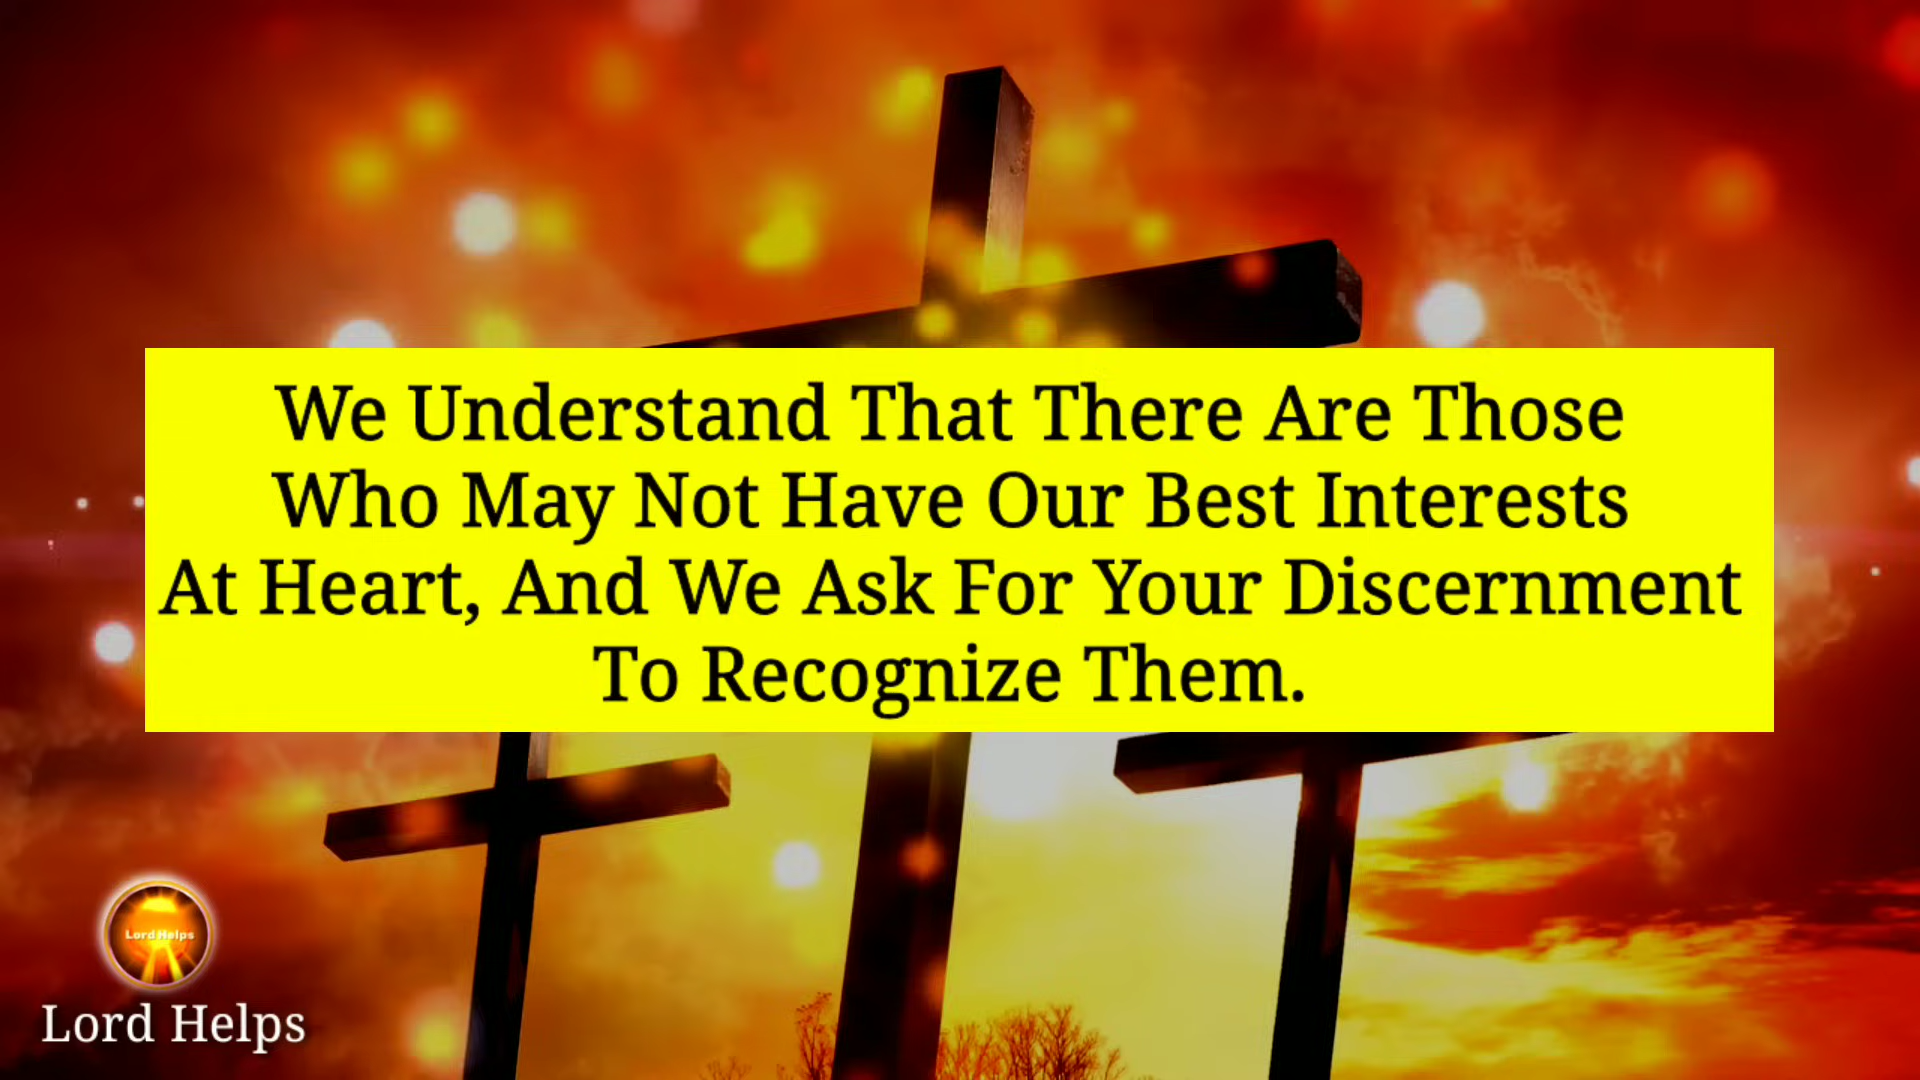 We Understand That There Are Those
Who May Not Have Our Best Interests
At Heart, And We Ask For Your Discernment
To Recognize Them.
Lord Helps
Lord Helps